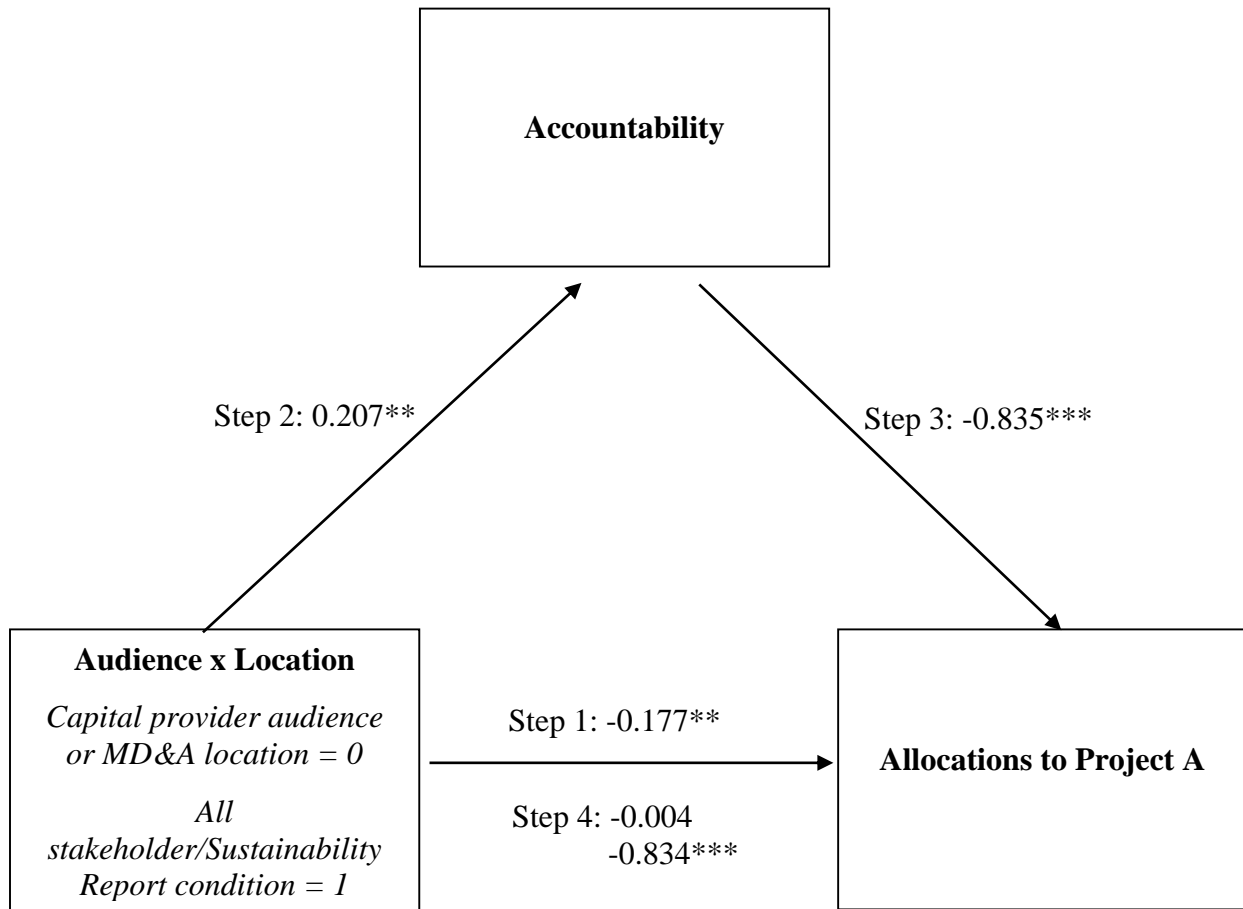 Accountability
Step 2: 0.207**
Step 3: -0.835***
Audience x Location
Capital provider audience
or MD&A location = 0
All
stakeholder/Sustainability
Report condition = 1
Step 1: -0.177**
Step 4: -0.004
-0.834***
Allocations to Project A